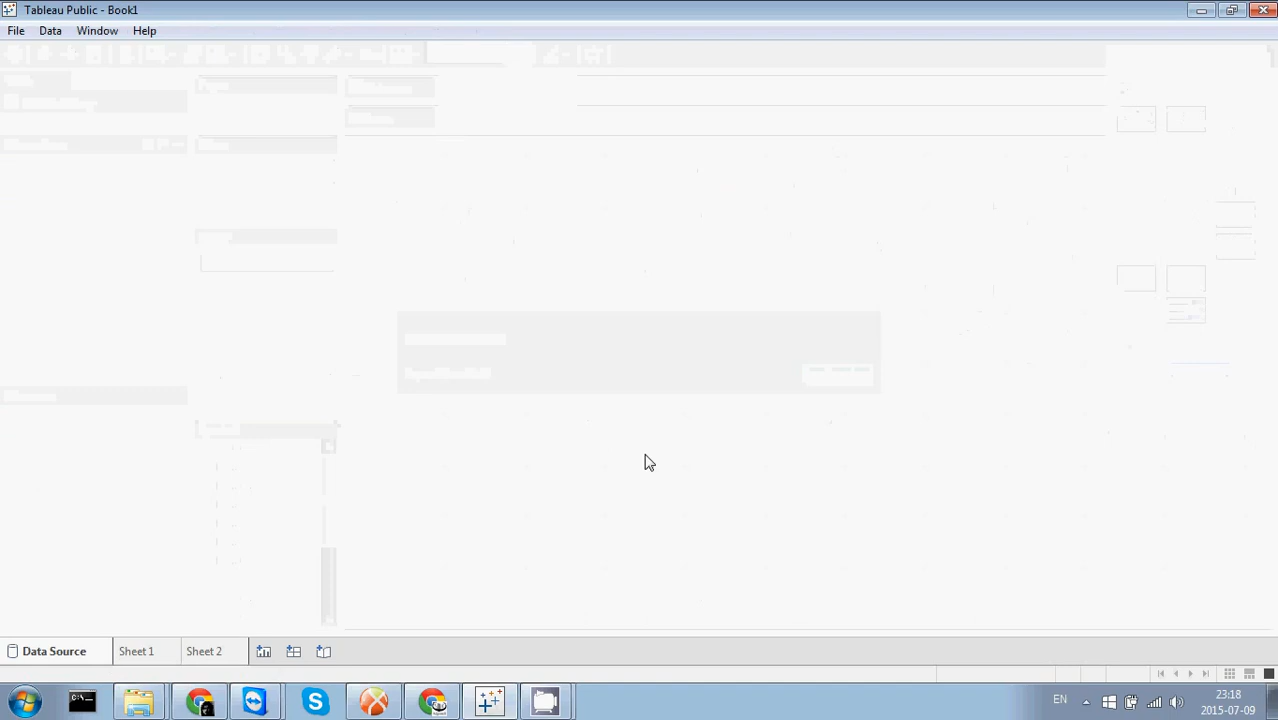 Tableau Public - Book1
File Data Window Help
Data Source Sheet 1 Sheet 2
EN 23:18
2015-07-09